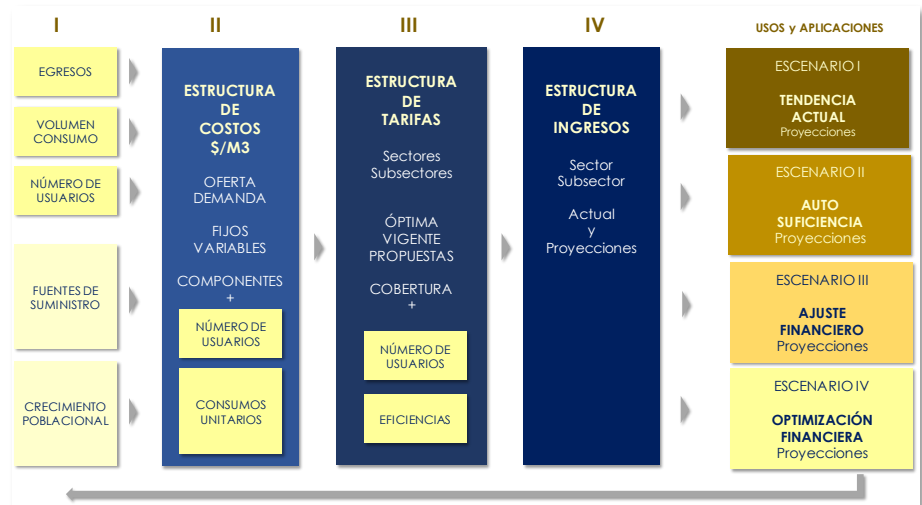 I
II
III
IV
USOS y APLICACIONES
EGRESOS
VOLUMEN
CONSUMO
NÚMERO DE
USUARIOS
FUENTES DE
SUMINISTRO
CRECIMIENTO
POBLACIONAL
ESTRUCTURA
DE
COSTOS
$/M3
OFERTA
DEMANDA
FIJOS
VARIABLES
COMPONENTES
+
NÚMERO DE
USUARIOS
CONSUMOS
UNITARIOS
ESTRUCTURA
DE
TARIFAS
Sectores
Subsectores
ÓPTIMA
VIGENTE
PROPUESTAS
COBERTURA
+
NÚMERO DE
USUARIOS
EFICIENCIAS
ESTRUCTURA
DE
INGRESOS
Sector
Subsector
Actual
y
Proyecciones
ESCENARIO I
TENDENCIA
ACTUAL
Proyecciones
ESCENARIO II
AUTO
SUFICIENCIA
Proyecciones
ESCENARIO III
AJUSTE
FINANCIERO
Proyecciones
ESCENARIO IV
OPTIMIZACIÓN
FINANCIERA
Proyecciones